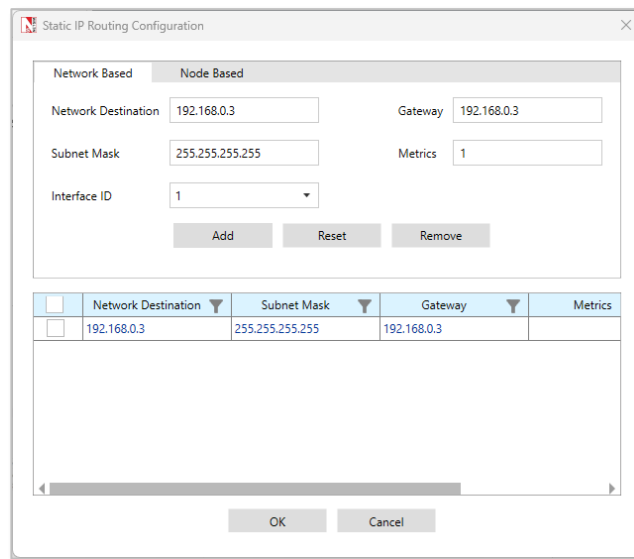 Static IP Routing Configuration
Network Based Node Based
Network Destination 192.168.0.3 Gateway 192.168.0.3
Subnet Mask 255.255.255.255 Metrics 1
Interface ID 1
Add Reset Remove
Network Destination Subnet Mask Gateway Metrics
192.168.0.3 255.255.255.255 192.168.0.3
OK Cancel